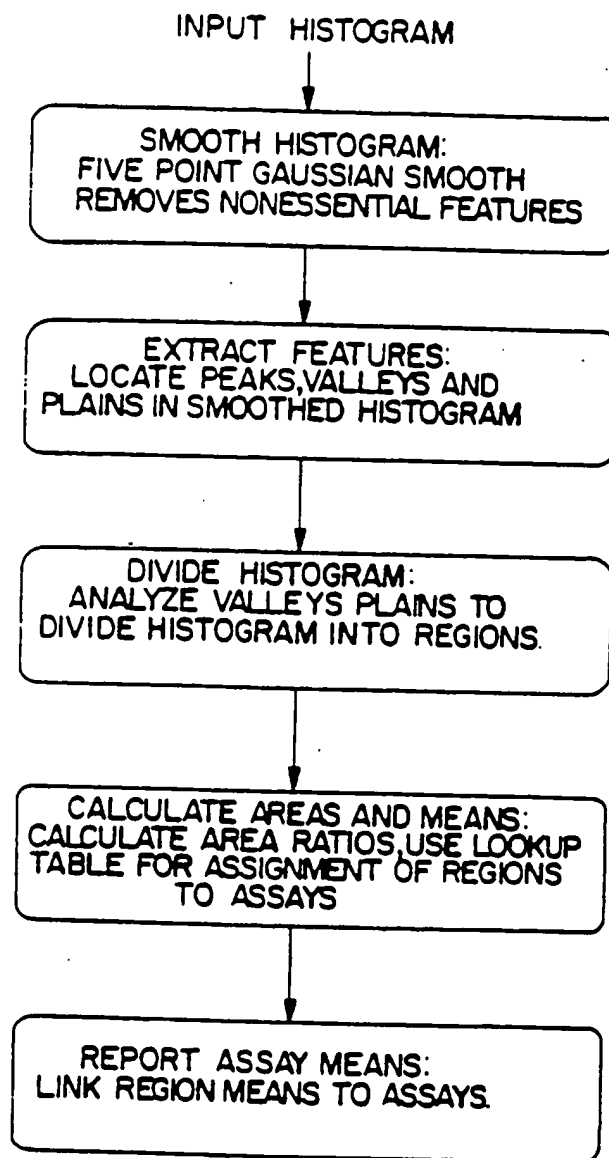 INPUT HISTOGRAM
SMOOTH HISTOGRAM:
FIVE POINT GAUSSIAN SMOOTH
REMOVES NONESSENTIAL FEATURES
EXTRACT FEATURES:
LOCATE PEAKS,VALLEYS AND
PLAINS IN SMOOTHED HISTOGRAM
DIVIDE HISTOGRAM:
ANALYZE VALLEYS PLAINS TO
DIVIDE HISTOGRAM INTO REGIONS.
CALCULATE AREAS AND MEANS:
CALCULATE AREA RATIOS,USE LOOKUP
TABLE FOR ASSIGNMENT OF REGIONS
TO ASSAYS
REPORT ASSAY MEANS:
LINK REGION MEANS TO ASSAYS.